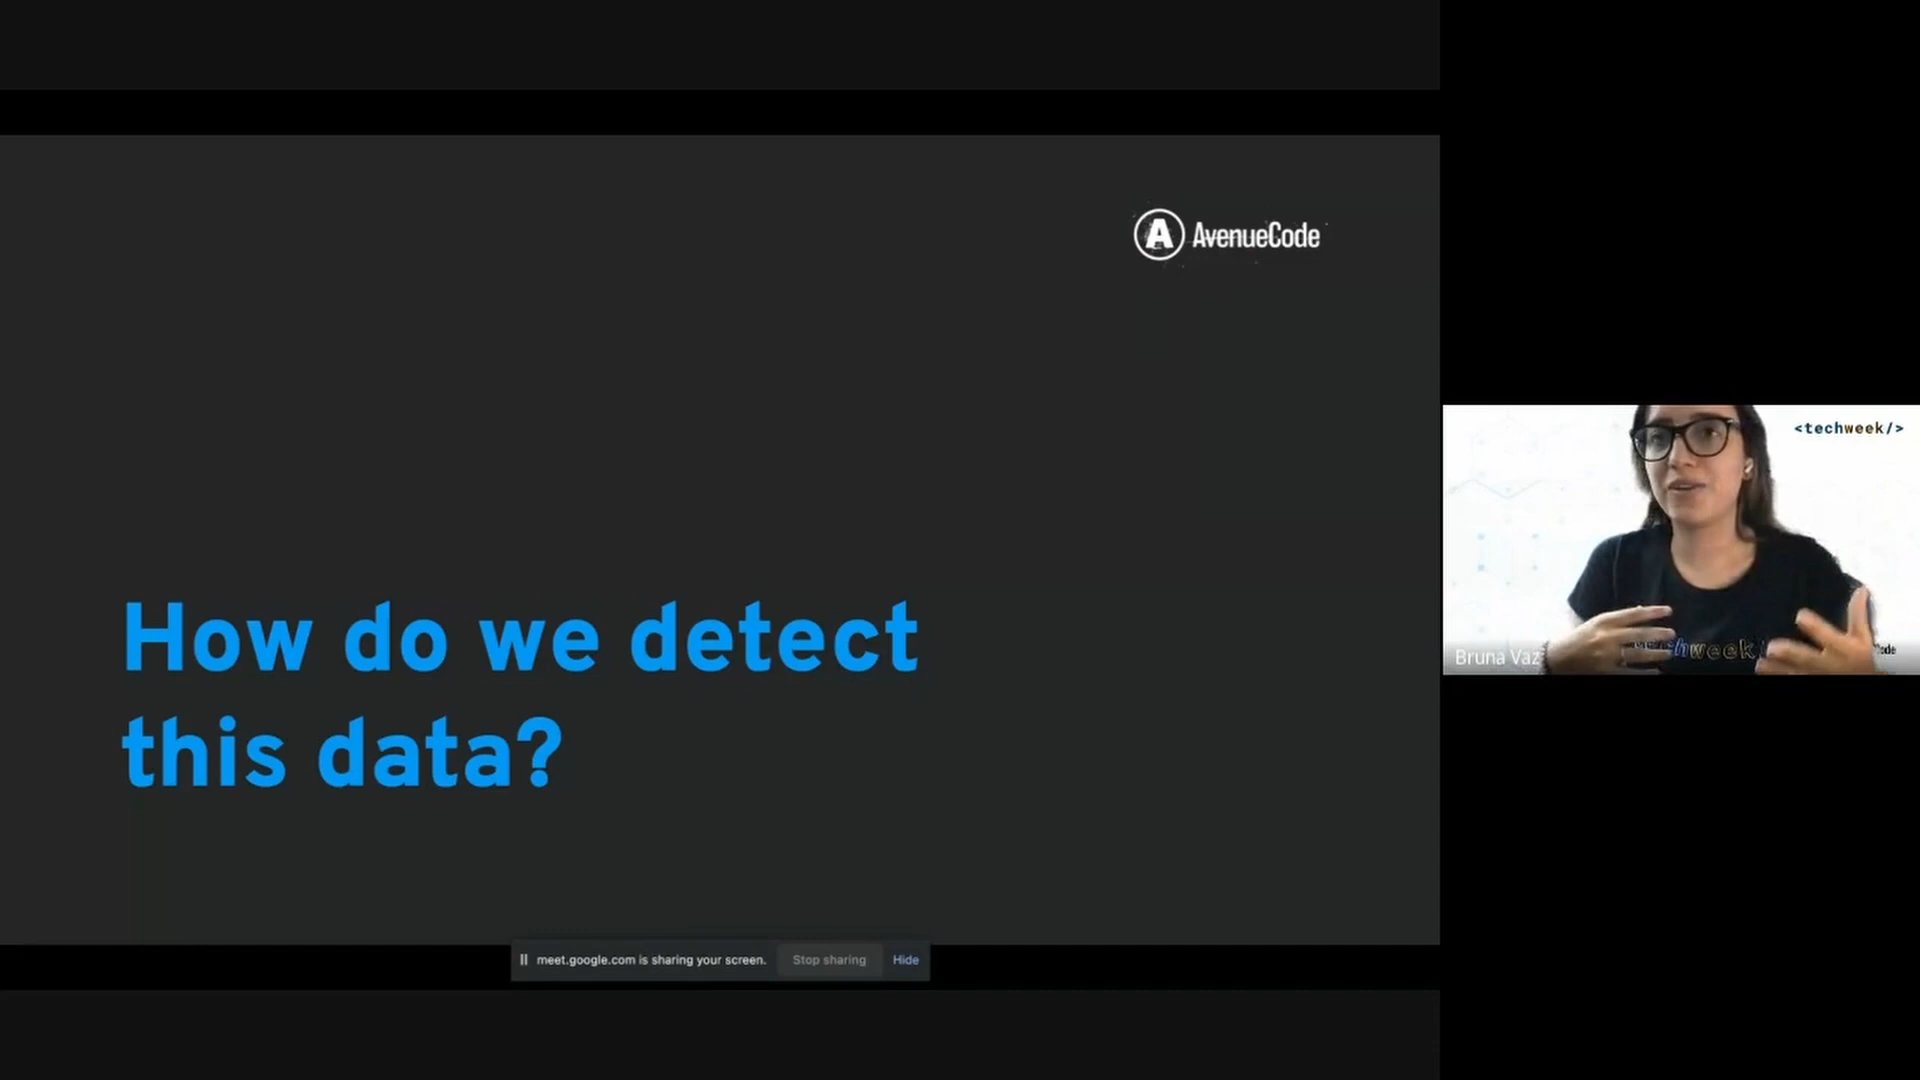 AvenueCode
How do we detect
this data?
meet.google.com is sharing your screen. Stop sharing Hide
<techweek/>
week
Bruna Vaz